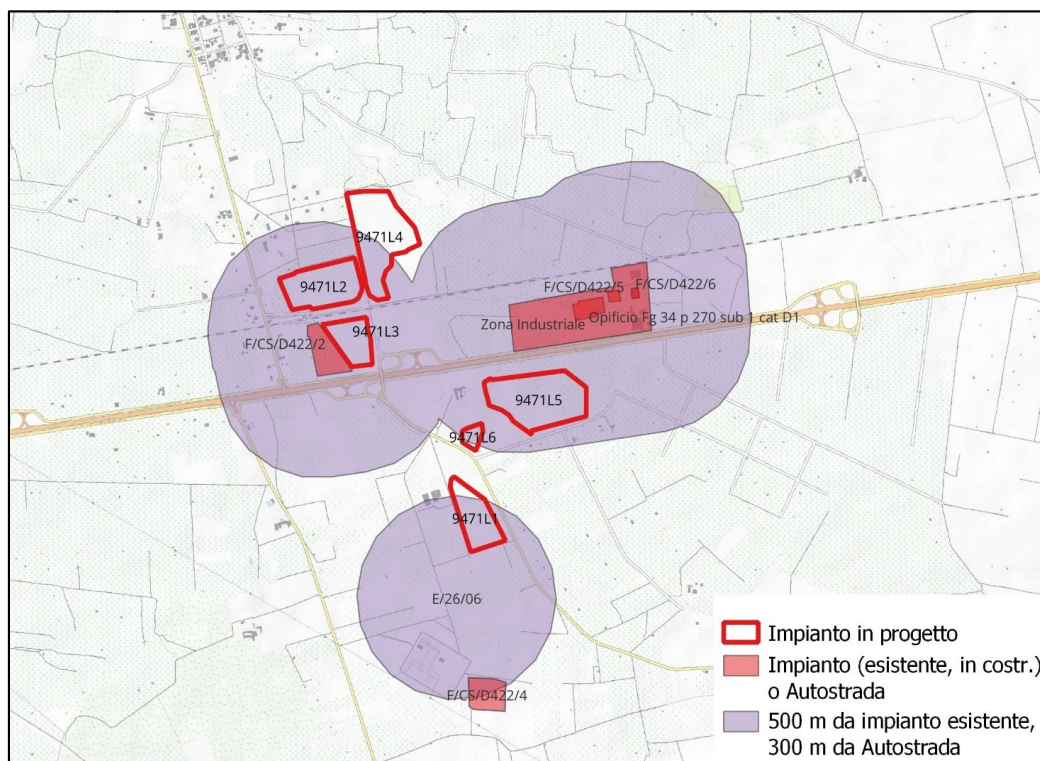 9471L4
9471L2
F/CS/D422/5
F/CS/D422/6
Zona Industriale
Opificio Fg 34 p 270 sub 1 cat D1
9471L3
F/CS/D422/2
9471L5
9471L6
9471L1
E/26/06
F/CS/D422/4
Impianto in progetto
Impianto (esistente, in costr.)
o Autostrada
500 m da impianto esistente,
300 m da Autostrada